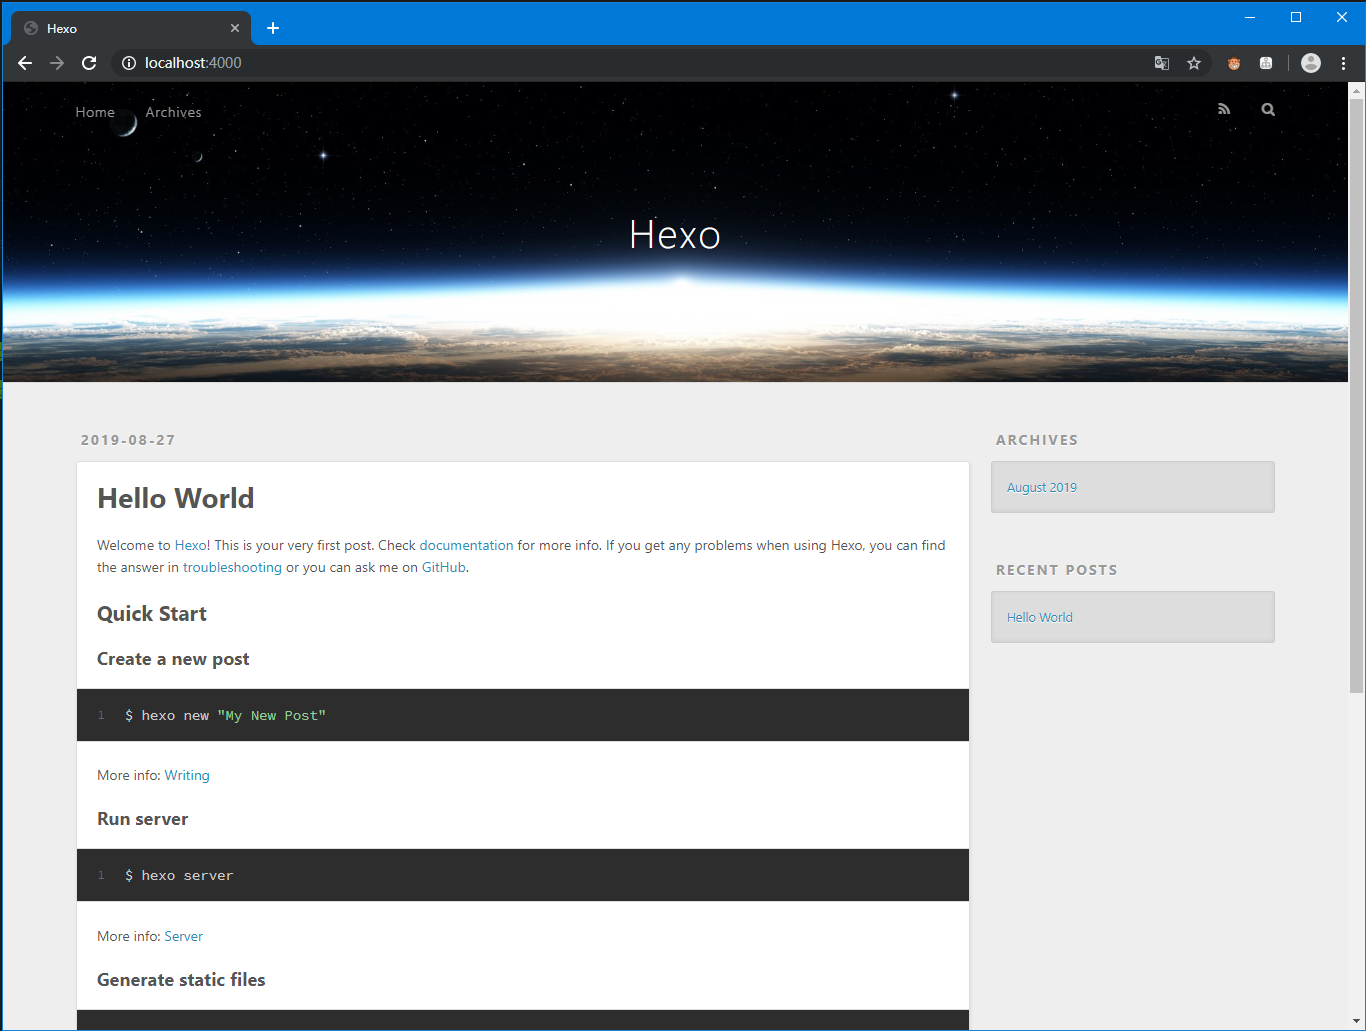 Hexo
localhost:4000
Home Archives
Hexo
2019-08-27
Hello World
Welcome to Hexo! This is your very first post. Check documentation for more info. If you get any problems when using Hexo, you can find
the answer in troubleshooting or you can ask me on GitHub.
Quick Start
Create a new post
1 $ hexo new "My New Post"
More info: Writing
Run server
1 $ hexo server
More info: Server
Generate static files
ARCHIVES
August 2019
RECENT POSTS
Hello World